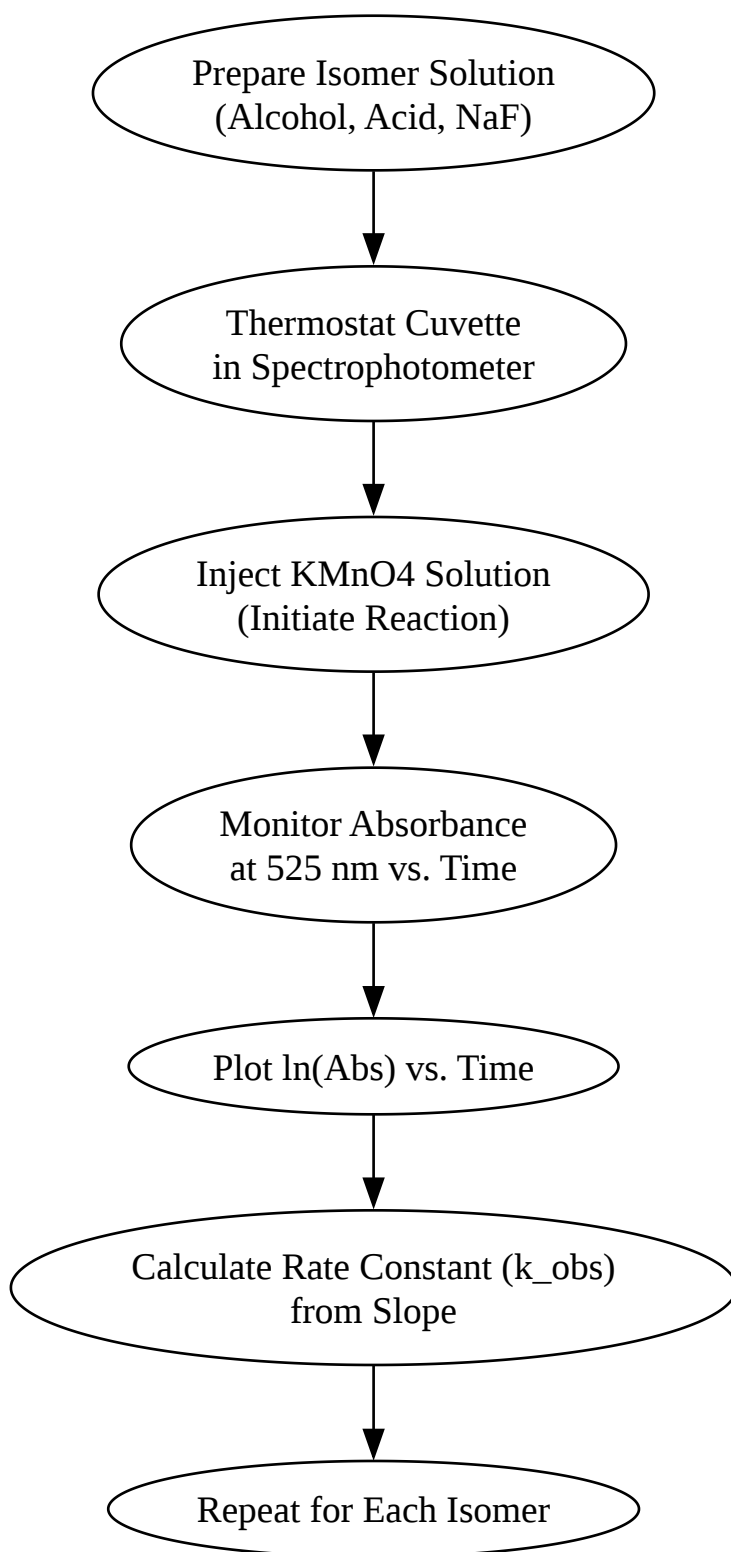 Prepare Isomer Solution
(Alcohol, Acid, NaF)
Thermostat Cuvette
in Spectrophotometer
Inject KMnO4 Solution
(Initiate Reaction)
Monitor Absorbance
at 525 nm vs. Time
Plot ln(Abs) vs. Time
Calculate Rate Constant (k_obs)
from Slope
Repeat for Each Isomer